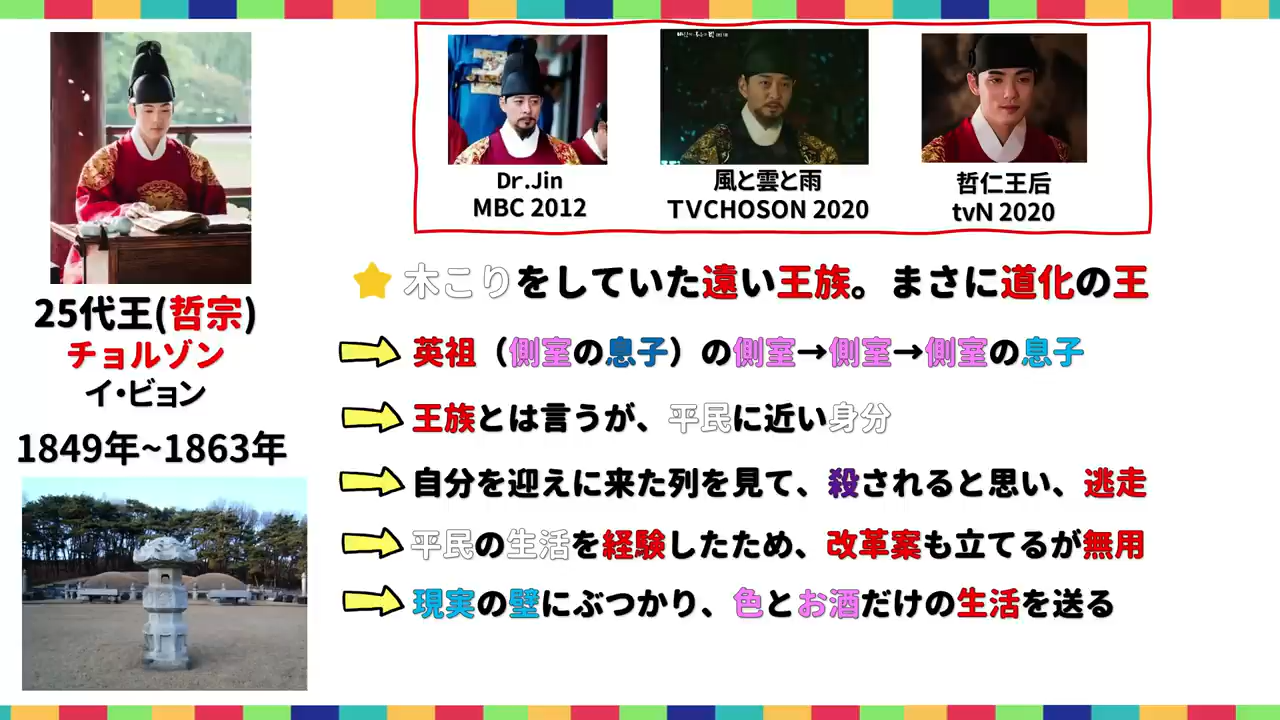 Dr.Jin
MBC 2012
風と雲と雨
TVCHOSON 2020
哲仁王后
tvN 2020
25代王(哲宗)
チョルゾン
イ・ビョン
1849年~1863年
木こりをしていた遠い王族。まさに道化の王
英祖（側室の息子）の側室→側室→側室の息子
王族とは言うが、平民に近い身分
自分を迎えに来た列を見て、殺されると思い、逃走
平民の生活を経験したため、改革案も立てるが無用
現実の壁にぶつかり、色とお酒だけの生活を送る